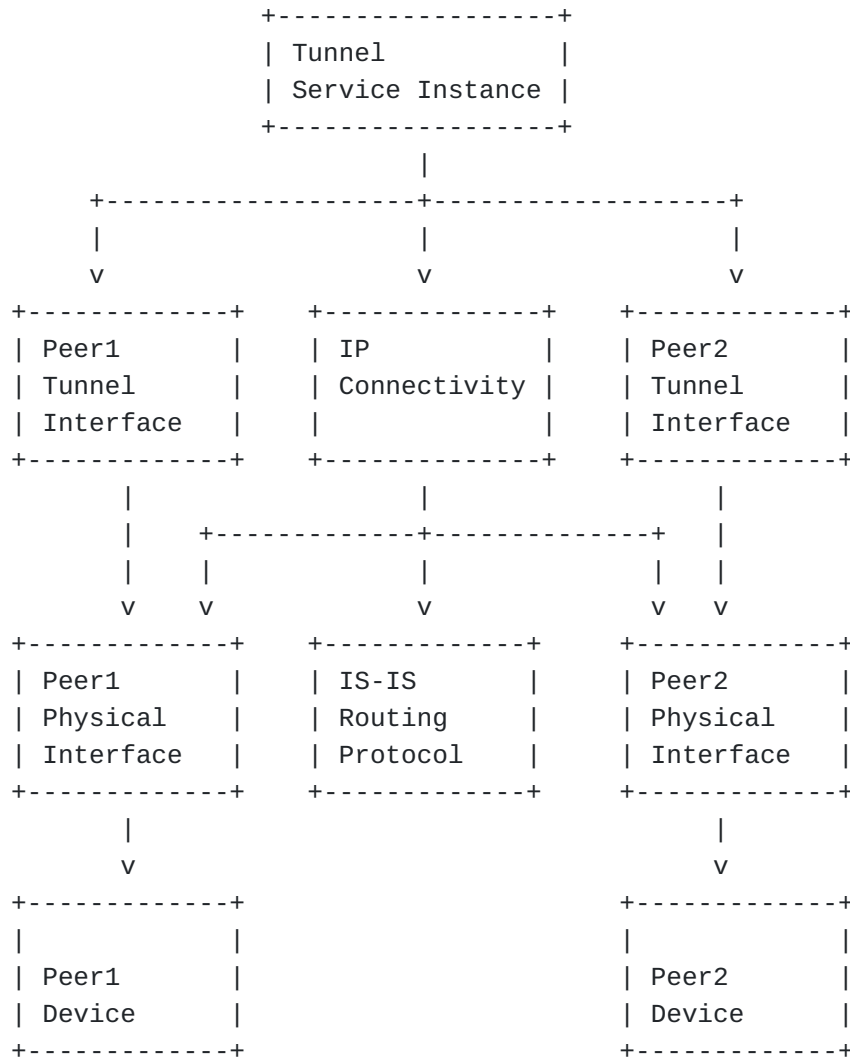 Tunnel
Service Instance
Peer1
Tunnel
Interface
IP
Connectivity
Peer2
Tunnel
Interface
Peer1
Physical
Interface
IS-IS
Routing
Protocol
Peer2
Physical
Interface
Peer1
Device
Peer2
Device